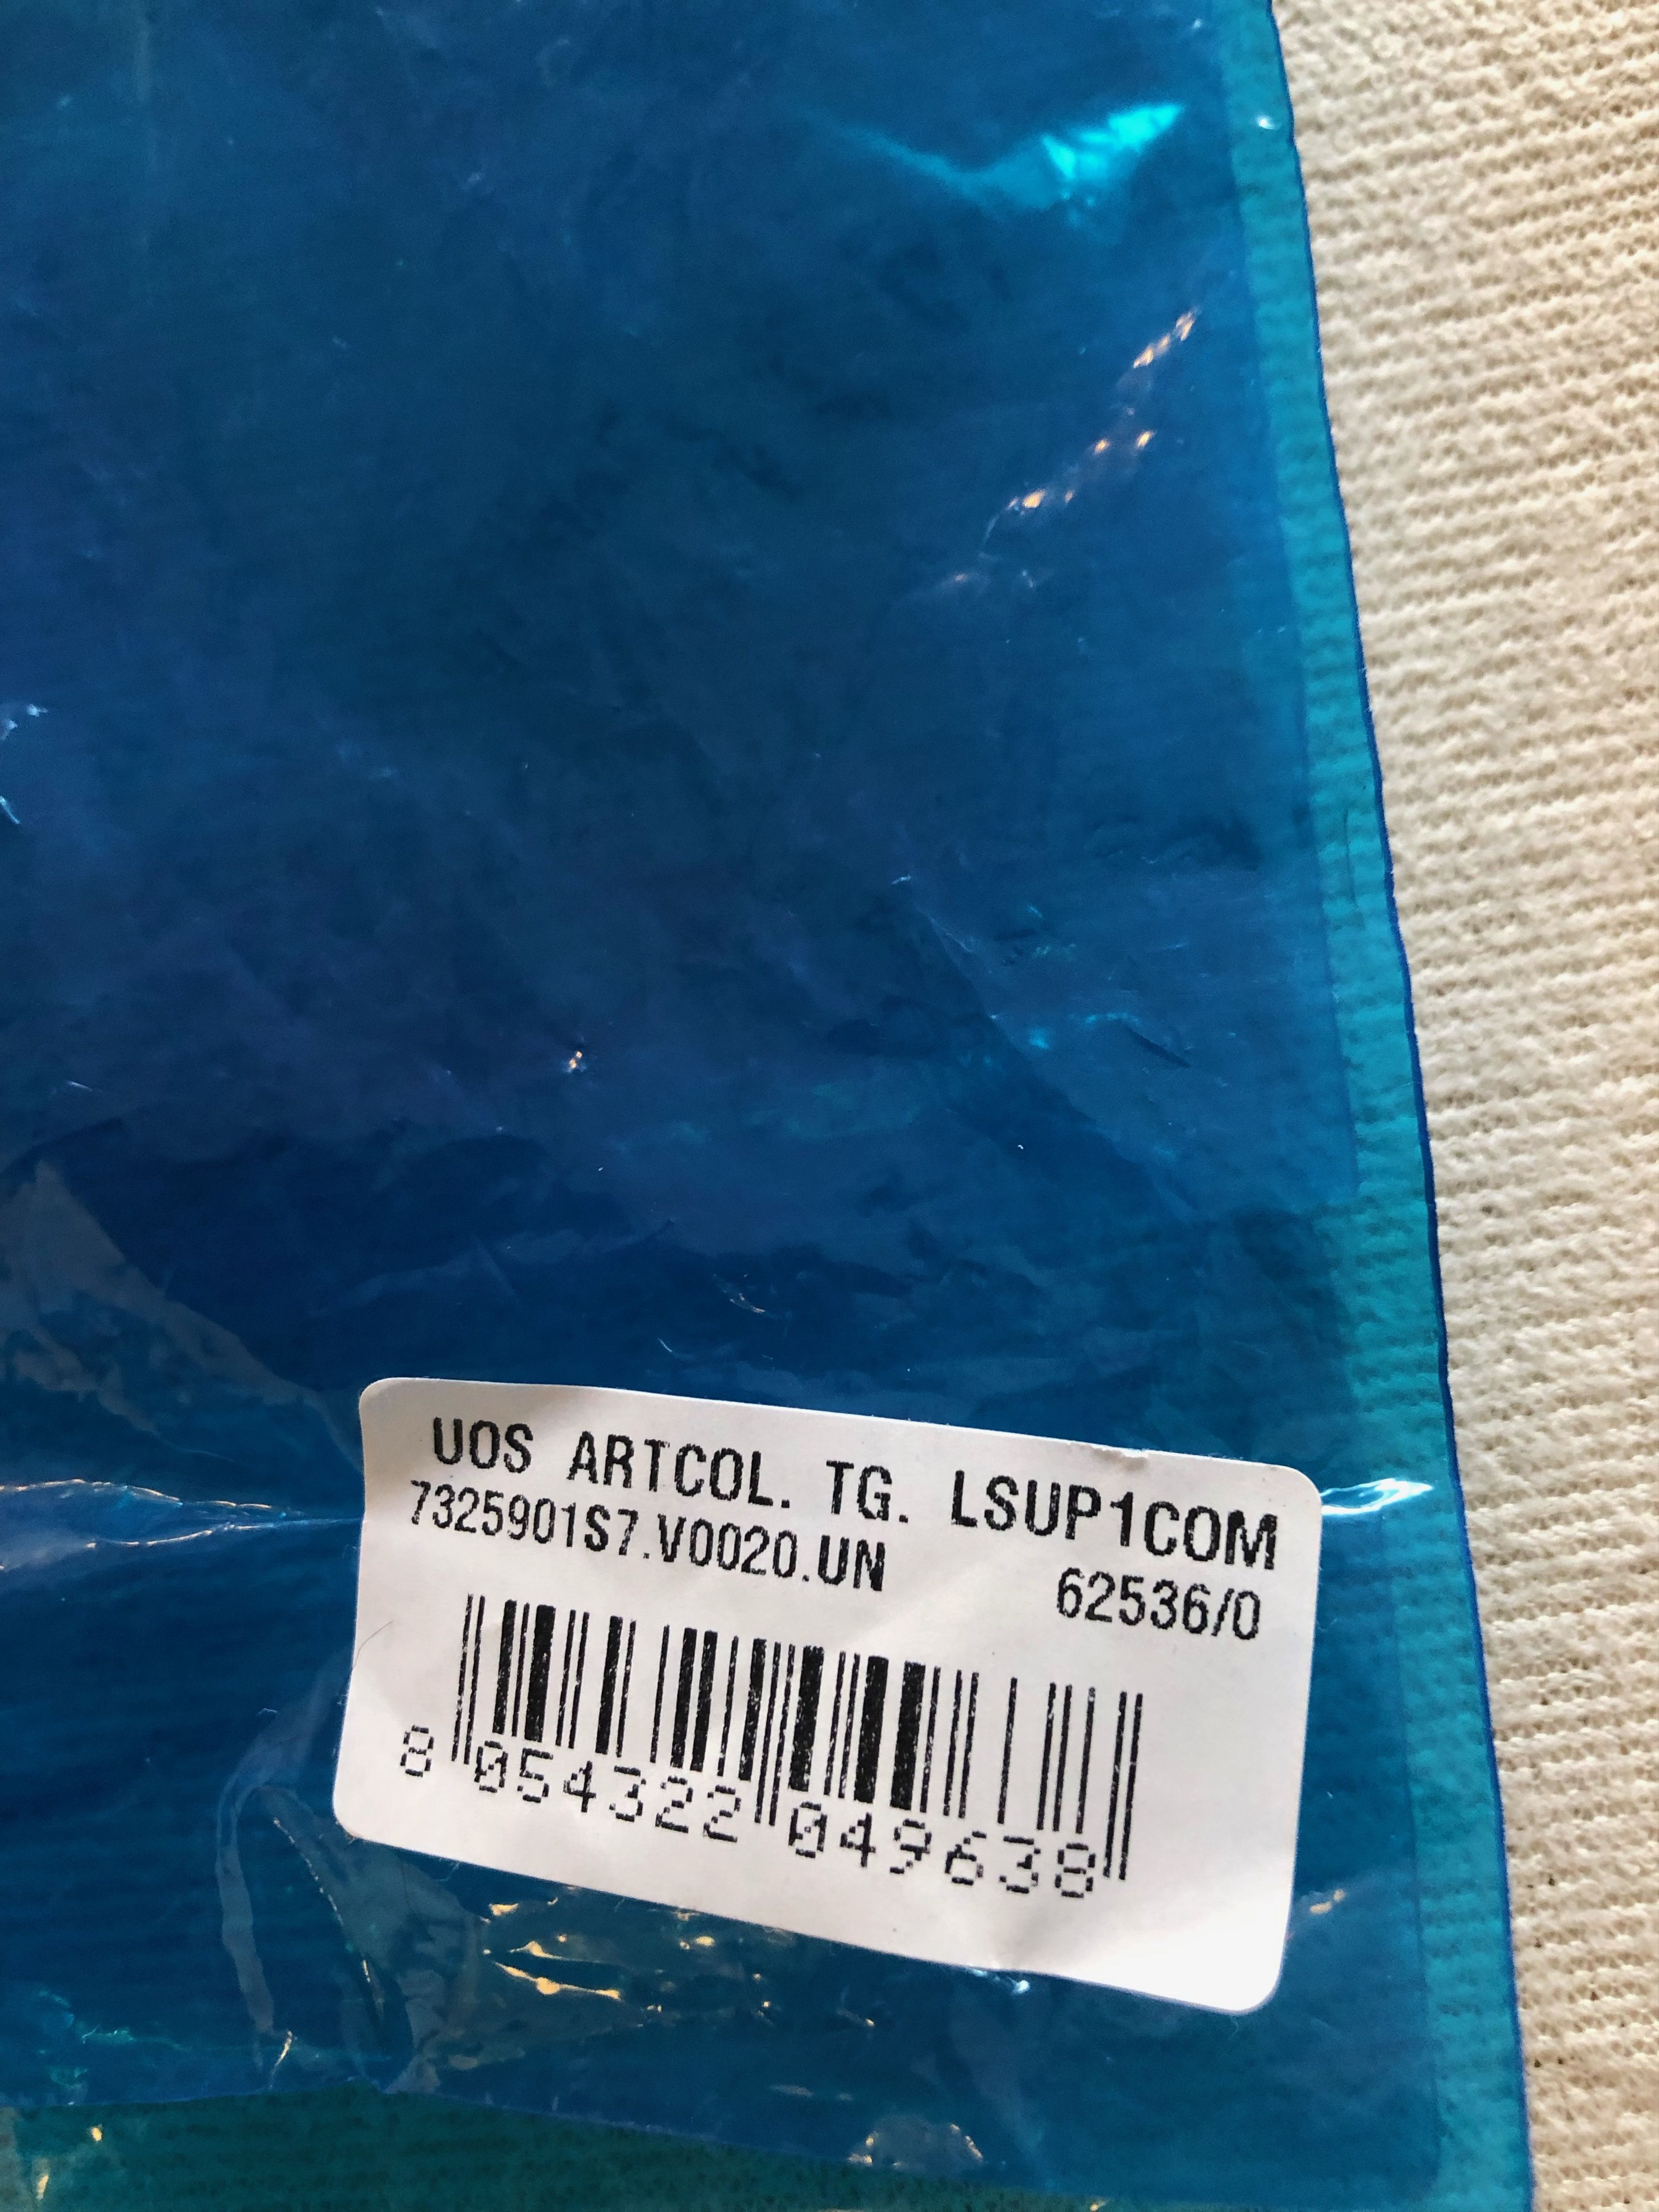 UOS ARTCOL. TG. LSUP1COM
7325901S7.V0020.UN 62536/0
8 054322 049638